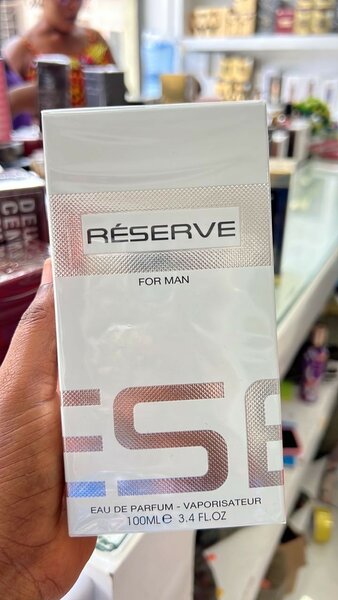 RÉSERVE
FOR MAN
ESE
EAU DE PARFUM - VAPORISATEUR
100ML℮ 3.4 FL.OZ